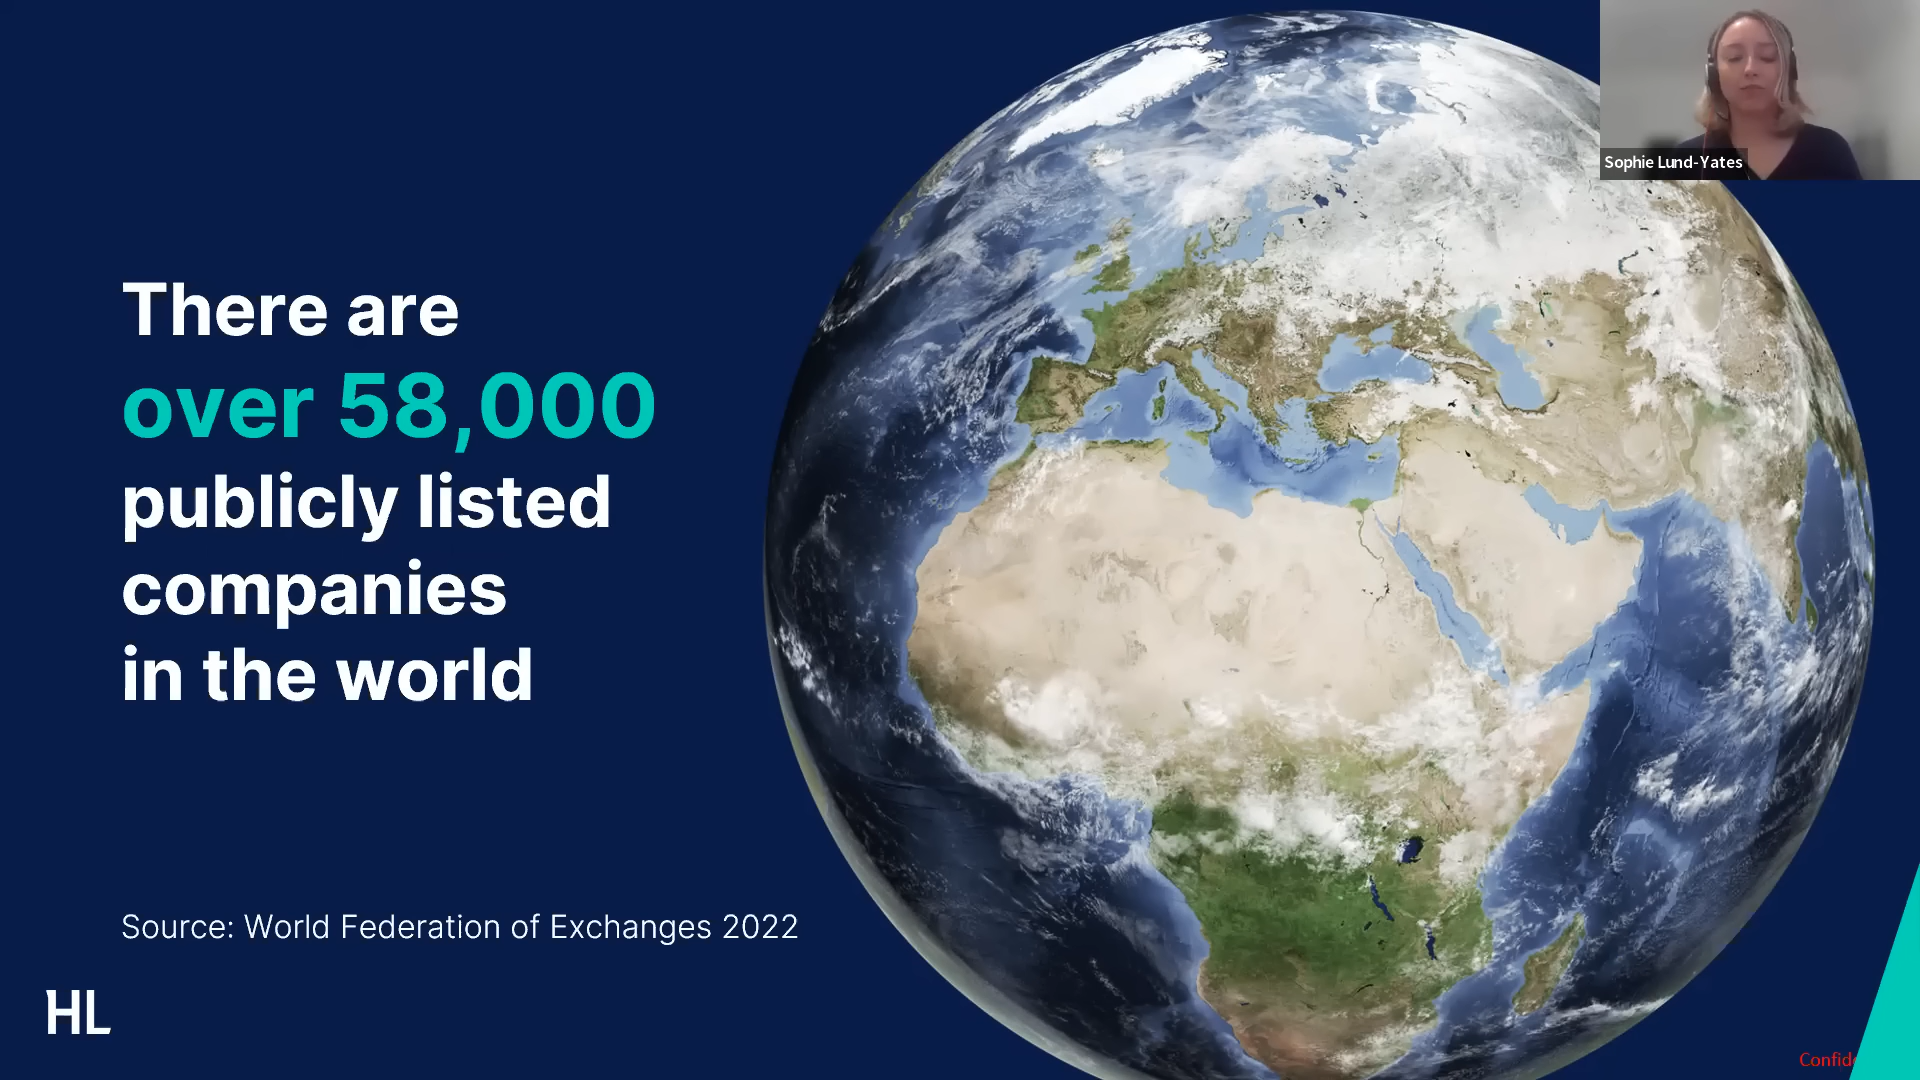 There are
over 58,000
publicly listed
companies
in the world
Source: World Federation of Exchanges 2022
HL
Sophie Lund-Yates